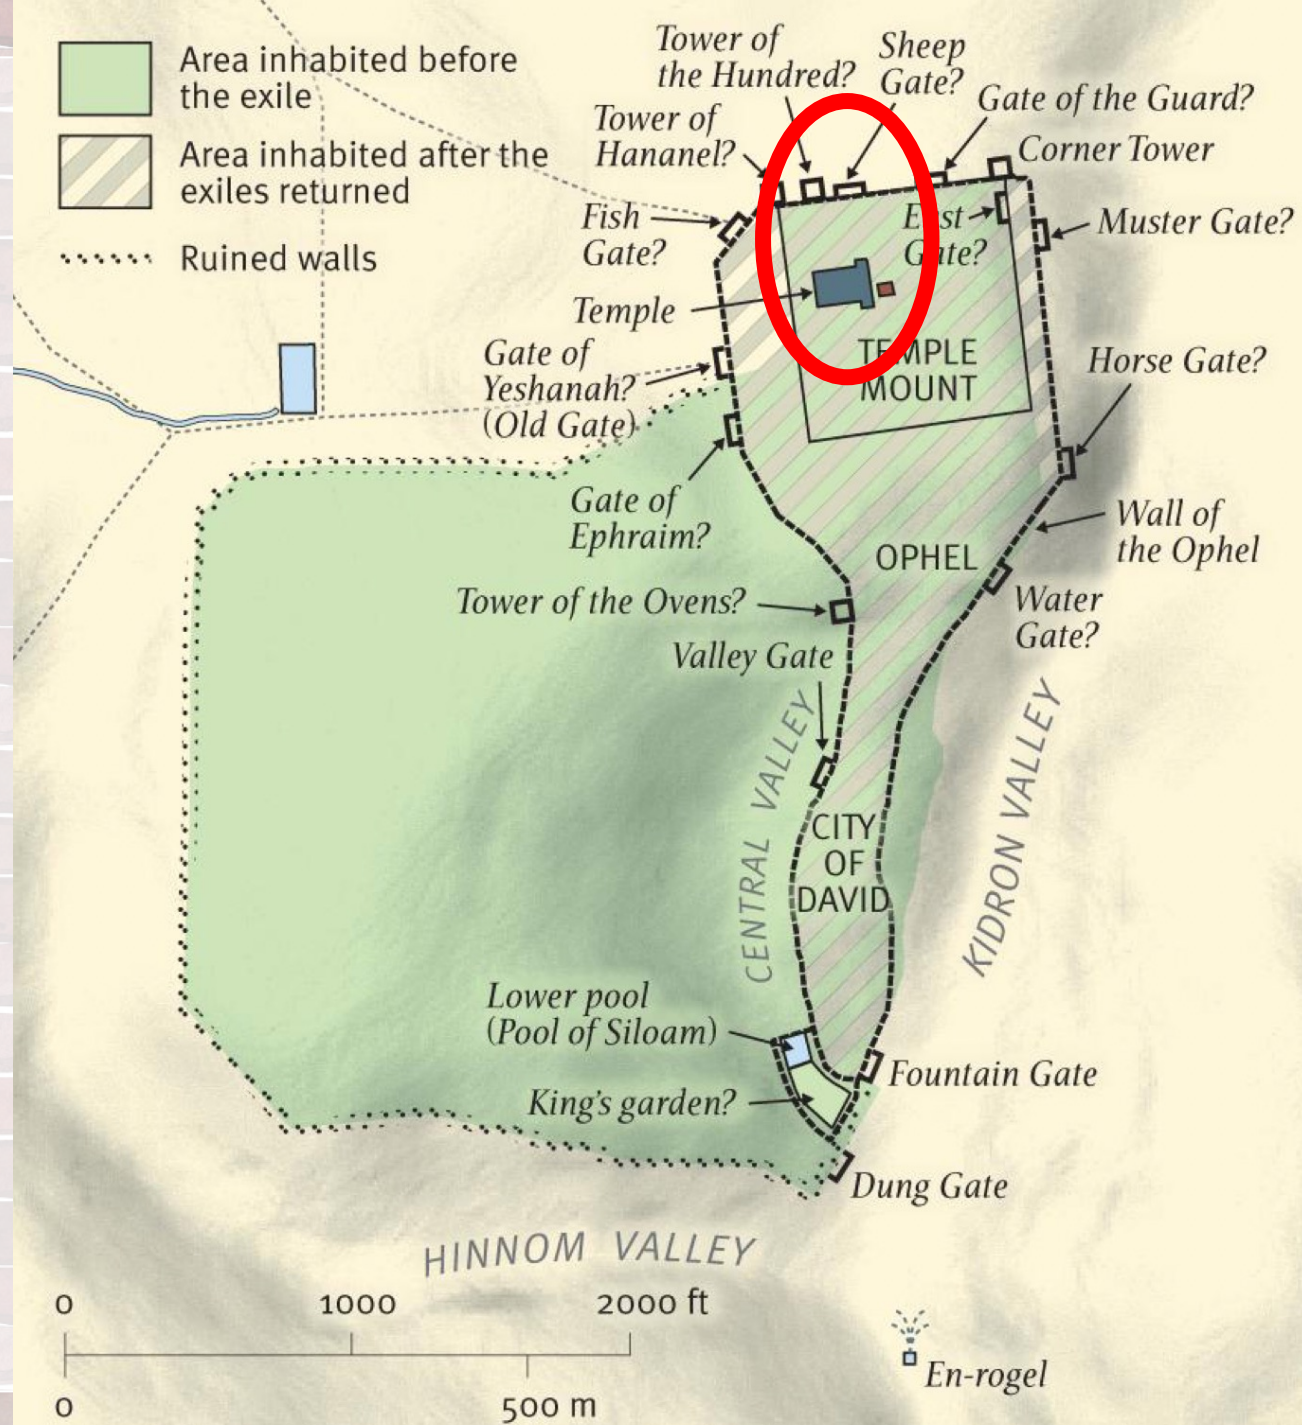 Area inhabited before
the exile
Area inhabited after the
exiles returned
Ruined walls
Tower of
the Hundred?
Sheep
Gate?
Gate of the Guard?
Tower of
Hananel?
Corner Tower
Fish
Gate?
East
Gate?
Muster Gate?
Temple
TEMPLE
MOUNT
Gate of
Yeshanah?
(Old Gate)
Horse Gate?
Gate of
Ephraim?
Wall of
the Ophel
OPHEL
Tower of the Ovens?
Water
Gate?
Valley Gate
CENTRAL VALLEY
KIDRON VALLEY
CITY
OF
DAVID
Lower pool
(Pool of Siloam)
Fountain Gate
King's garden?
Dung Gate
HINNOM VALLEY
0 1000 2000 ft
0 500 m
En-rogel